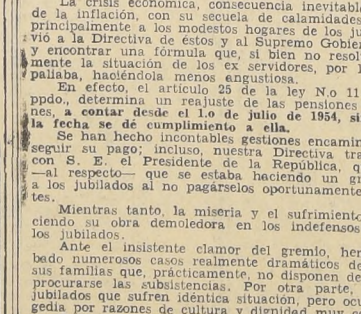 La crisis económica, consecuencia inevitabl
de la inflación, con su secuela de calamidades
principalmente a los modestos hogares de los ju
vió a la Directiva de éstos y al Supremo Gobier
y encontrar una fórmula que, si bien no resol
mente la situación de los ex servidores, por l
paliaba, haciéndola menos angustiosa.
En efecto, el artículo 25 de la ley N.o 11
ppdo., determina un reajuste de las pensiones
nes, a contar desde el 1.o de julio de 1954, si
la fecha se dé cumplimiento a ella.
Se han hecho incontables gestiones encamin
seguir su pago; incluso, nuestra Directiva tra
con S. E. el Presidente de la República, q
—al respecto— que se estaba haciendo un gr
a los jubilados al no pagárselos oportunamente
tes.
Mientras tanto, la miseria y el sufrimiento
ciendo su obra demoledora en los indefensos
los jubilados.
Ante el insistente clamor del gremio, her
bado numerosos casos realmente dramáticos de
sus familias que, prácticamente, no disponen de
procurarse las subsistencias. Por otra parte,
jubilados que sufren idéntica situación, pero ocu
gedia por razones de cultura y dignidad muy